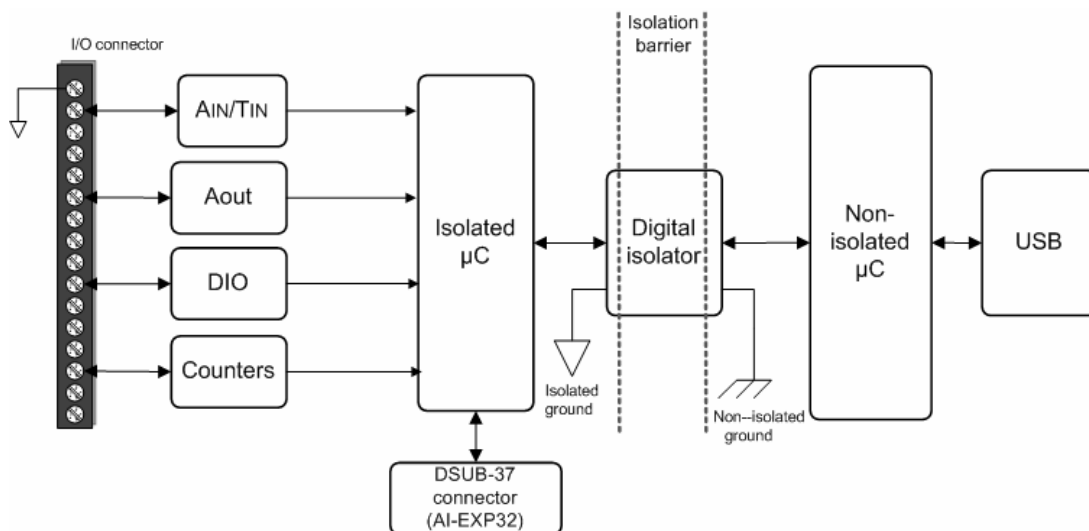 Isolation
barrier
I/O connector
AIN/TIN
Aout
DIO
Counters
Isolated
µC
Digital
isolator
Non-
isolated
µC
USB
Isolated
ground
Non--isolated
ground
DSUB-37
connector
(AI-EXP32)